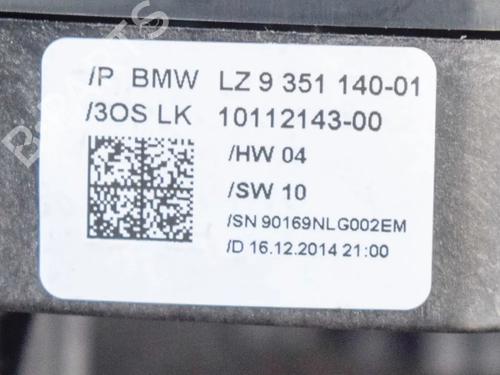 /P BMW LZ 9 351 140-01
/3OS LK 10112143-00
/HW 04
/SW 10
/SN 90169NLG002EM
/D 16.12.2014 21:00